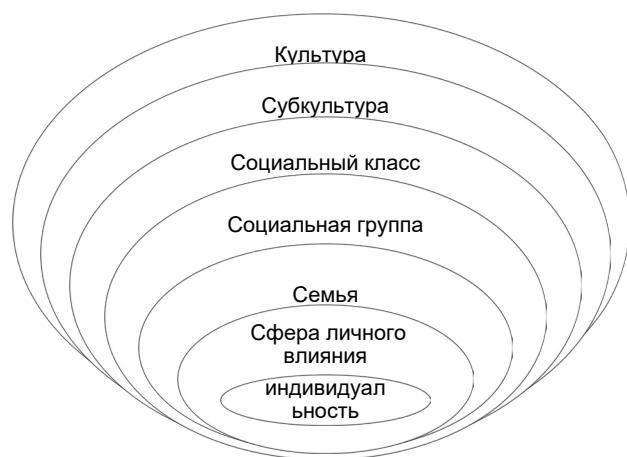 Культура
Субкультура
Социальный класс
Социальная группа
Семья
Сфера личного
влияния
индивидуал
ьность